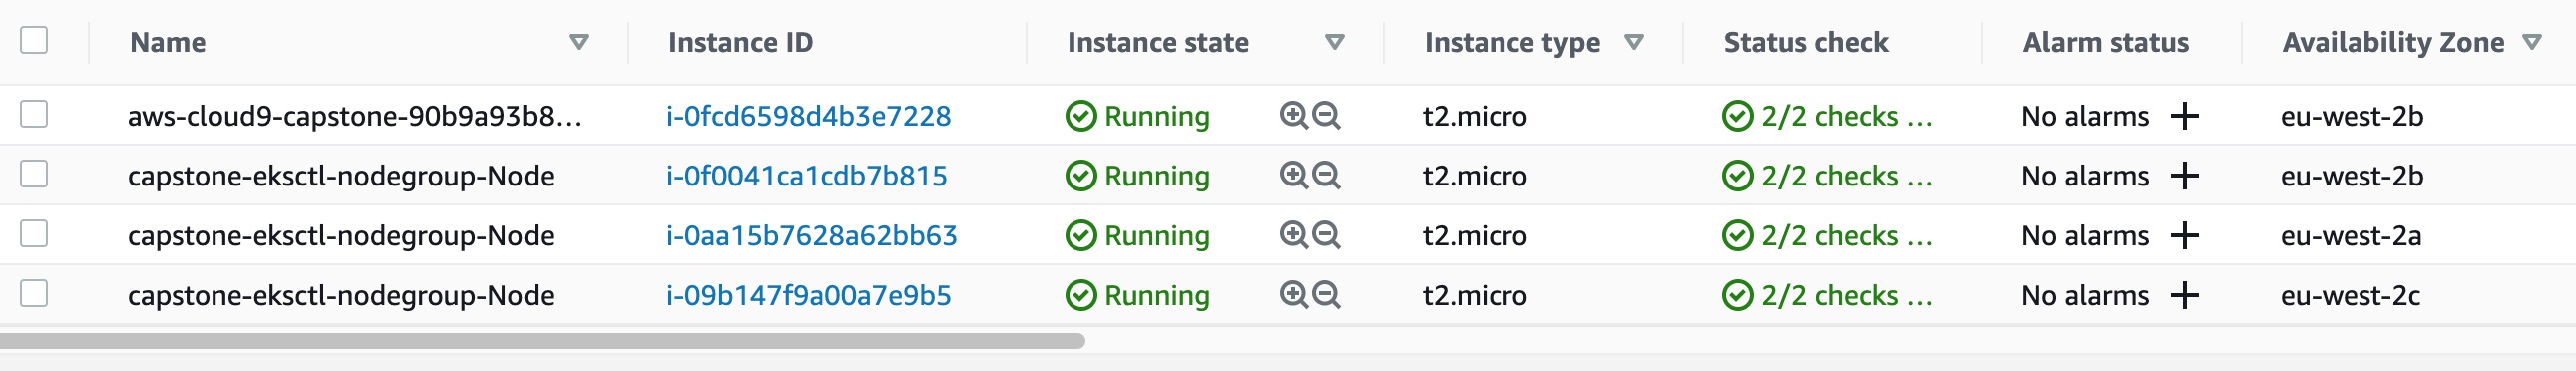 Name Instance ID Instance state Instance type Status check Alarm status Availability Zone
aws-cloud9-capstone-90b9a93b8... i-0fcd6598d4b3e7228 Running t2.micro 2/2 checks ... No alarms + eu-west-2b
capstone-eksctl-nodegroup-Node i-0f0041ca1cdb7b815 Running t2.micro 2/2 checks ... No alarms + eu-west-2b
capstone-eksctl-nodegroup-Node i-0aa15b7628a62bb63 Running t2.micro 2/2 checks ... No alarms + eu-west-2a
capstone-eksctl-nodegroup-Node i-09b147f9a00a7e9b5 Running t2.micro 2/2 checks ... No alarms + eu-west-2c